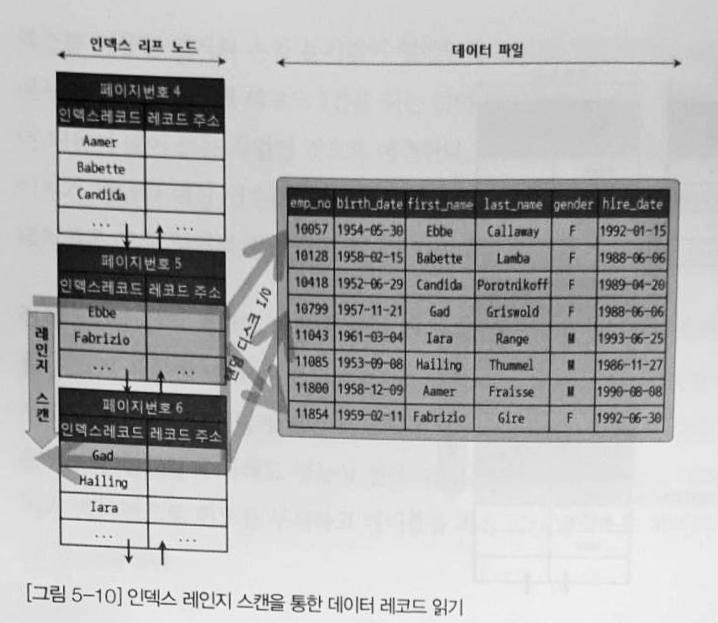 인덱스 리프 노드
데이터 파일
페이지번호 4
인덱스레코드 레코드 주소
Aamer
Babette
Candida
... ...
페이지번호 5
인덱스레코드 레코드 주소
Ebbe
Fabrizio
... ...
페이지번호 6
인덱스레코드 레코드 주소
Gad
Hailing
Iara
... ...
레인지 스캔
랜덤 디스크 I/O
emp_no birth_date first_name last_name gender hire_date
10057 1954-05-30 Ebbe Callaway F 1992-01-15
10128 1958-02-15 Babette Lamba F 1988-06-06
10418 1952-06-29 Candida Porotnikoff F 1989-04-20
10799 1957-11-21 Gad Griswold F 1988-06-06
11043 1961-03-04 Iara Range M 1993-06-25
11085 1953-09-08 Hailing Thummel M 1986-11-27
11800 1958-12-09 Aamer Fraisse M 1990-08-08
11854 1959-02-11 Fabrizio Gire F 1992-06-30
[그림 5-10] 인덱스 레인지 스캔을 통한 데이터 레코드 읽기